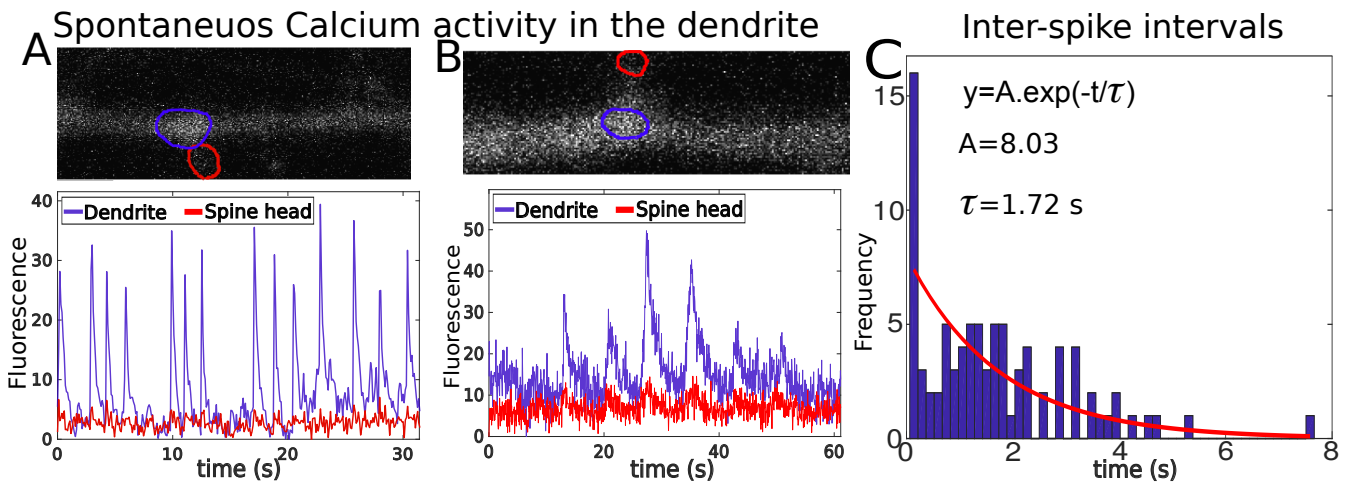 Spontaneuos Calcium activity in the dendrite
Inter-spike intervals
A
B
C
Dendrite Spine head
Fluorescence
40
30
20
10
0
0 10 20 30
time (s)
Dendrite Spine head
Fluorescence
50
40
30
20
10
0
0 20 40 60
time (s)
y=A.exp(-t/τ)
A=8.03
τ=1.72 s
Frequency
15
10
5
0
0 2 4 6 8
time (s)